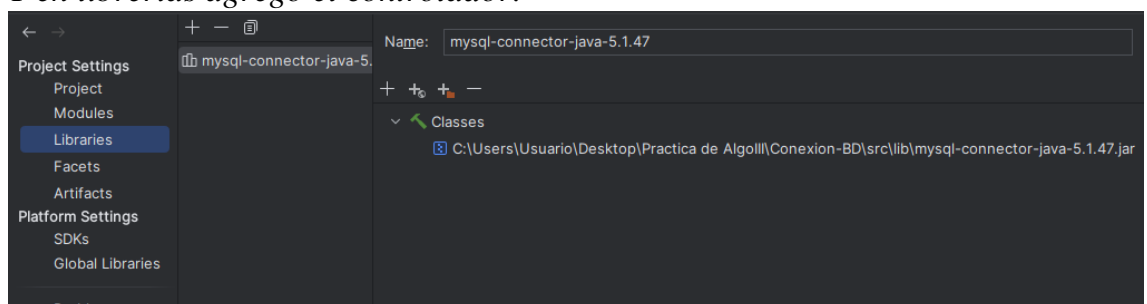 Name: mysql-connector-java-5.1.47
Project Settings
mysql-connector-java-5.
Project
Modules
Classes
Libraries
C:\Users\Usuario\Desktop\Practica de AlgoIII\Conexion-BD\src\lib\mysql-connector-java-5.1.47.jar
Facets
Artifacts
Platform Settings
SDKs
Global Libraries